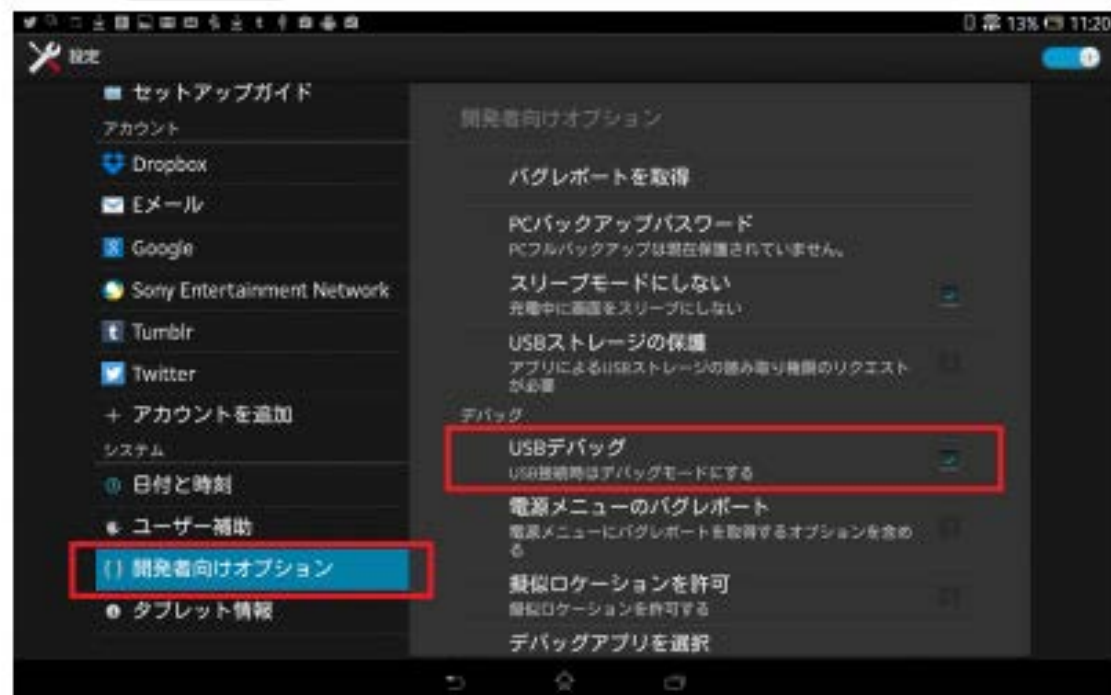 13% 11:20
設定
セットアップガイド
アカウント
Dropbox
Eメール
Google
Sony Entertainment Network
Tumblr
Twitter
+ アカウントを追加
システム
日付と時刻
ユーザー補助
{} 開発者向けオプション
タブレット情報
開発者向けオプション
バグレポートを取得
PCバックアップパスワード
PCフルバックアップは現在保護されていません。
スリープモードにしない
充電中に画面をスリープにしない
USBストレージの保護
アプリによるUSBストレージの読み取り権限のリクエスト
が必要
デバッグ
USBデバッグ
USB接続時はデバッグモードにする
電源メニューのバグレポート
電源メニューにバグレポートを取得するオプションを含め
る
擬似ロケーションを許可
擬似ロケーションを許可する
デバッグアプリを選択